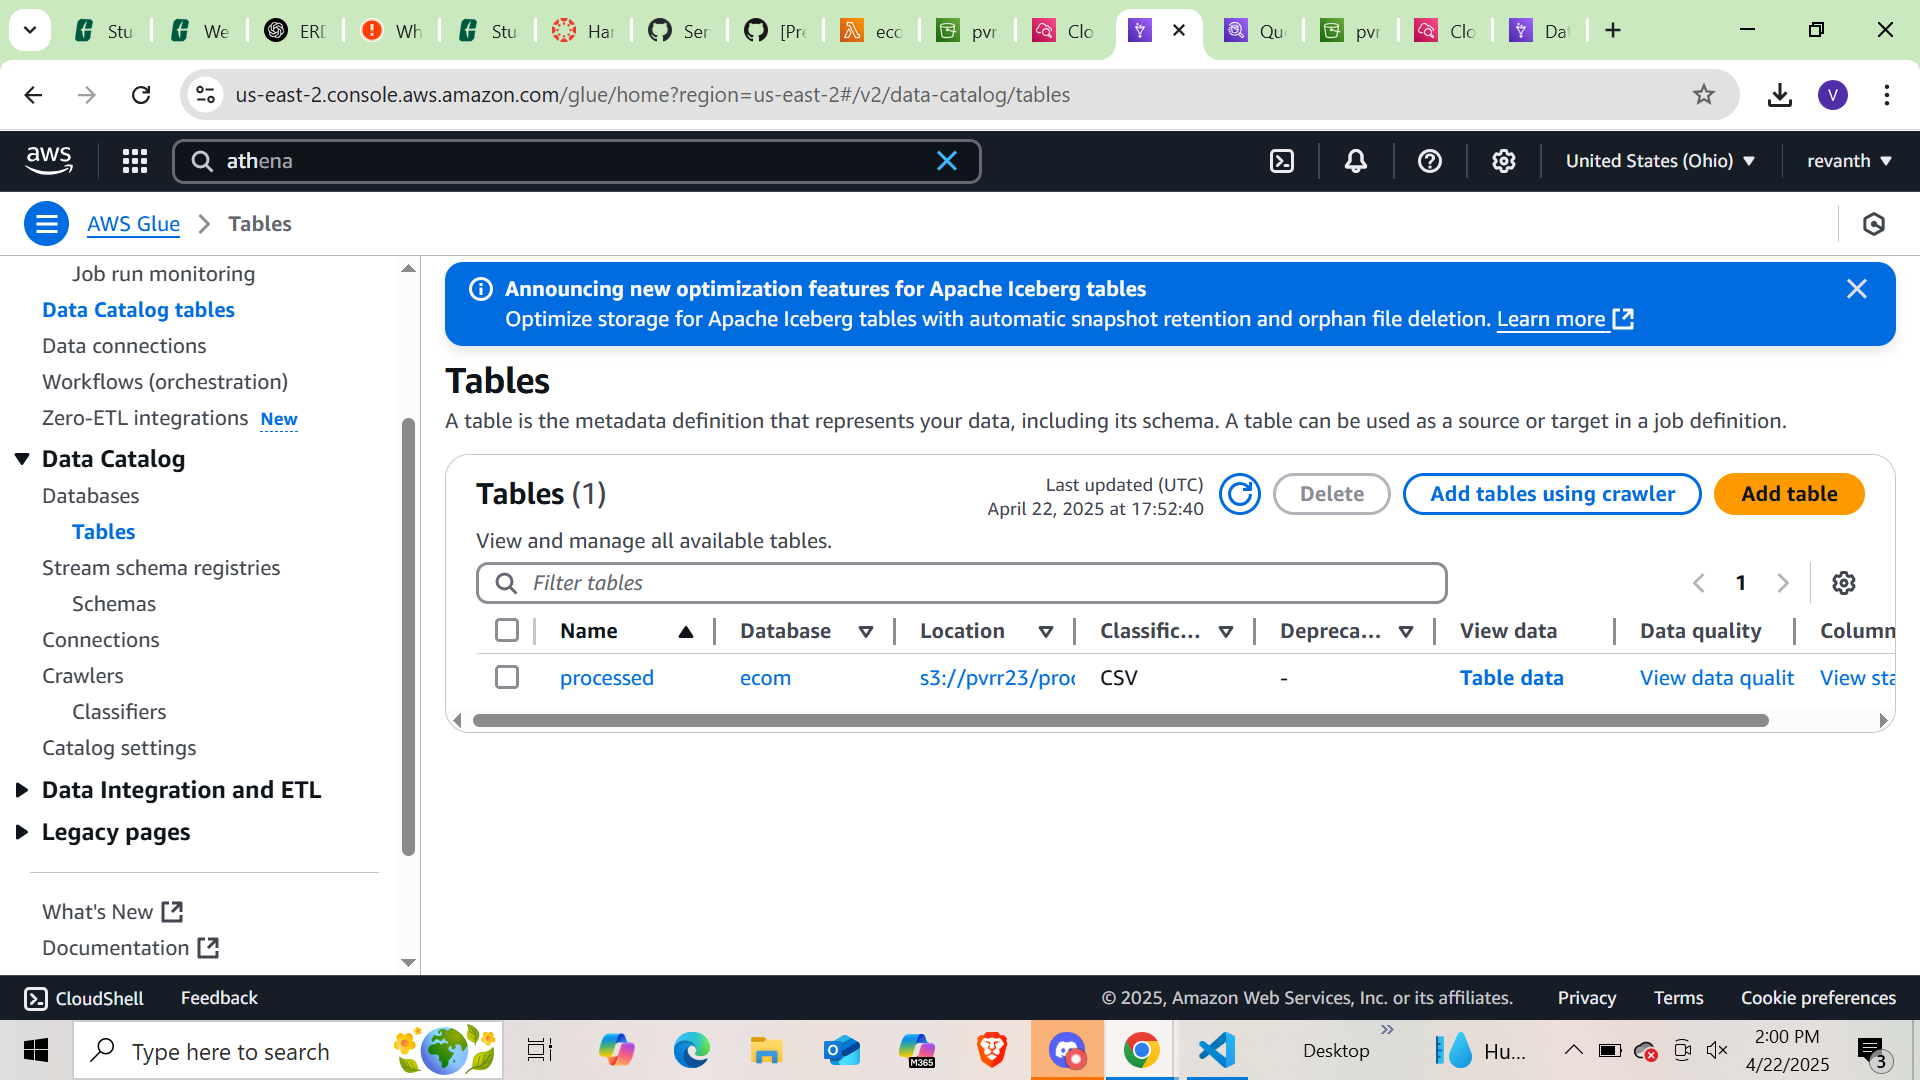 Stu
We
ERD
Wh
Stu
Har
Ser
[Pre
eco
pvr
Clo
Qu
pvr
Clo
Dat
us-east-2.console.aws.amazon.com/glue/home?region=us-east-2#/v2/data-catalog/tables
V
aws
athena
United States (Ohio)
revanth
AWS Glue
Tables
Job run monitoring
Data Catalog tables
Data connections
Workflows (orchestration)
Zero-ETL integrations New
Data Catalog
Databases
Tables
Stream schema registries
Schemas
Connections
Crawlers
Classifiers
Catalog settings
Data Integration and ETL
Legacy pages
What's New
Documentation
Announcing new optimization features for Apache Iceberg tables
Optimize storage for Apache Iceberg tables with automatic snapshot retention and orphan file deletion. Learn more
Tables
A table is the metadata definition that represents your data, including its schema. A table can be used as a source or target in a job definition.
Tables (1)
Last updated (UTC)
April 22, 2025 at 17:52:40
Delete
Add tables using crawler
Add table
View and manage all available tables.
Filter tables
1
Name Database Location Classific... Depreca... View data Data quality Column
processed ecom s3://pvrr23/proc CSV - Table data View data qualit View sta
CloudShell Feedback
© 2025, Amazon Web Services, Inc. or its affiliates. Privacy Terms Cookie preferences
Type here to search
M365
Desktop
Hu...
2:00 PM
4/22/2025
3